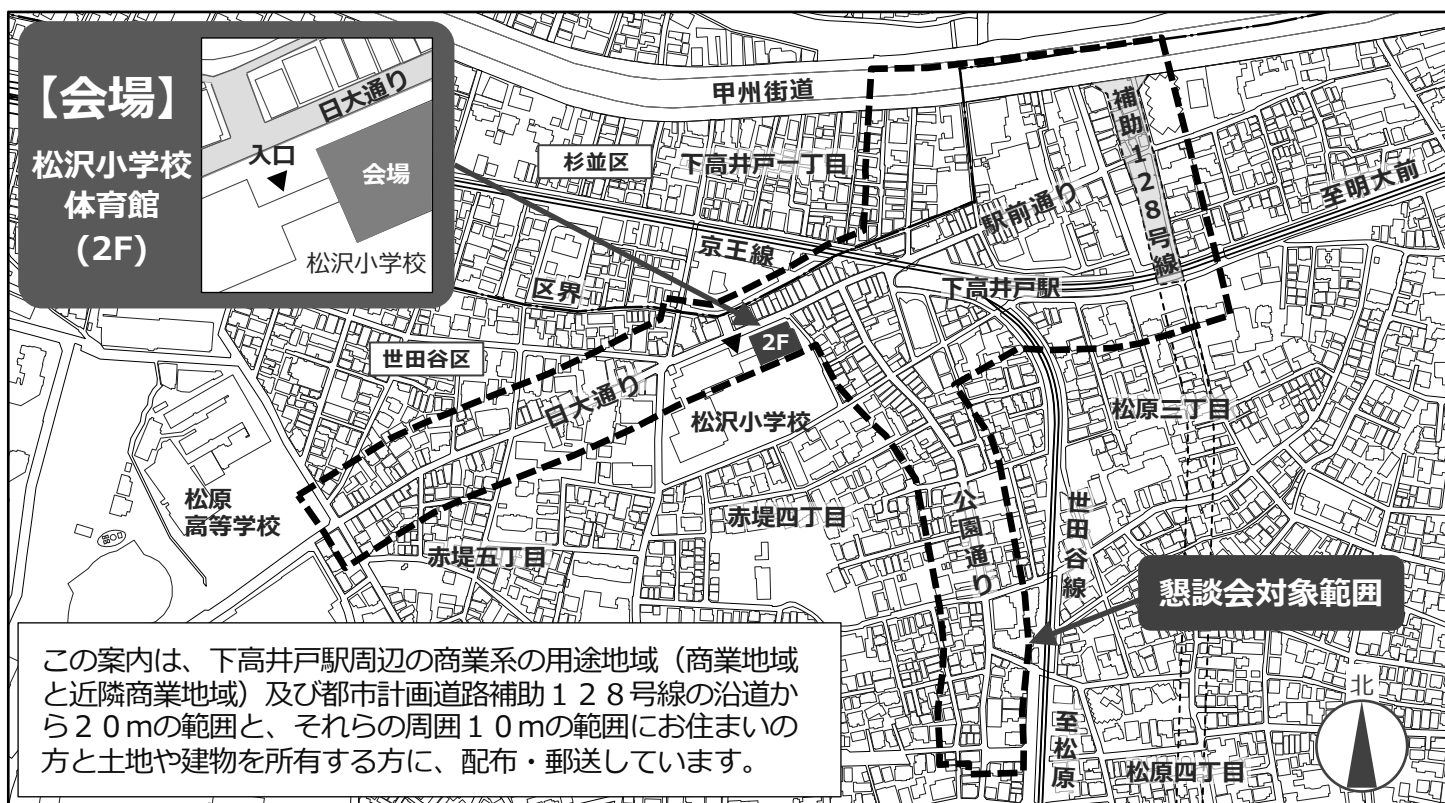 【会場】
松沢小学校
体育館
(2F)
日大通り
入口
会場
松沢小学校
甲州街道
杉並区
下高井戸一丁目
補助128号線
駅前通り
至明大前
京王線
区界
下高井戸駅
2F
世田谷区
日大通り
松沢小学校
松原三丁目
松原
高等学校
赤堤四丁目
公園通り
世田谷線
赤堤五丁目
懇談会対象範囲
この案内は、下高井戸駅周辺の商業系の用途地域（商業地域
と近隣商業地域）及び都市計画道路補助１２８号線の沿道か
ら２０ｍの範囲と、それらの周囲１０ｍの範囲にお住まいの
方と土地や建物を所有する方に、配布・郵送しています。
至松原
松原四丁目
北